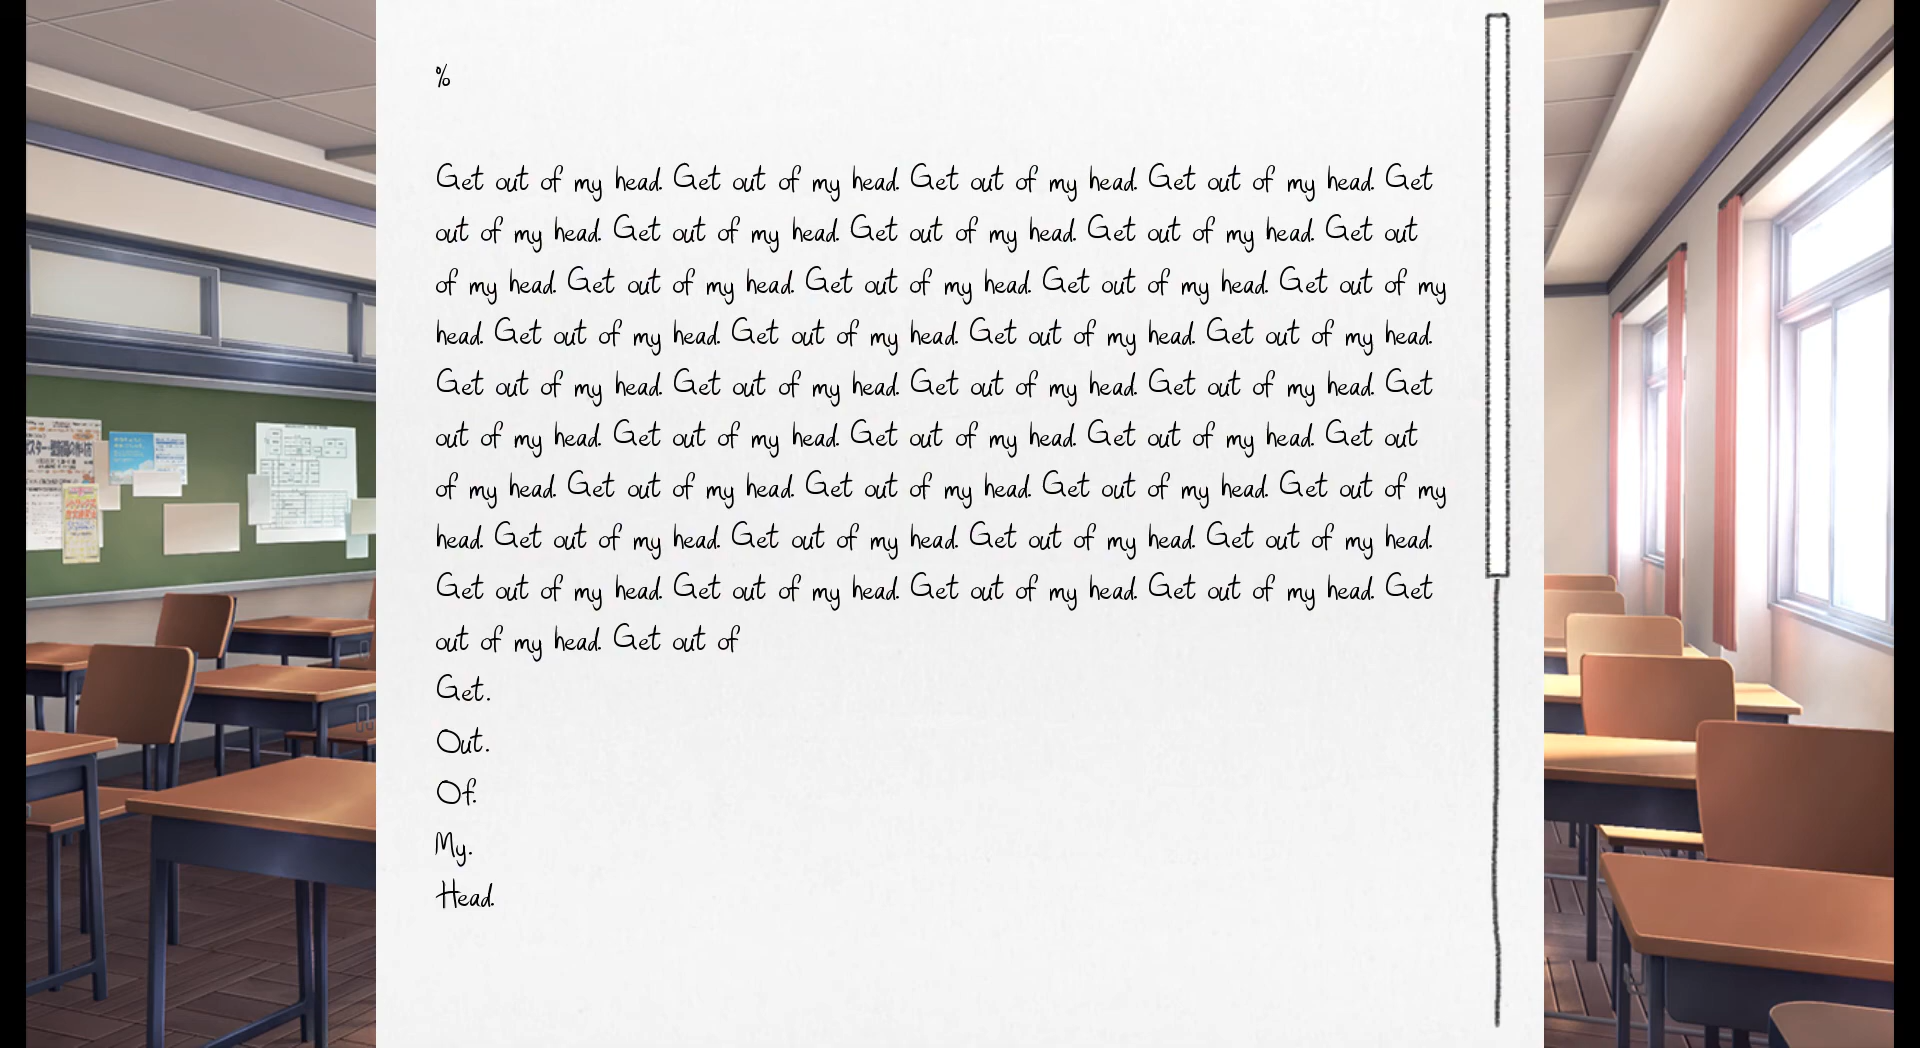 %
Get out of my head. Get out of my head. Get out of my head. Get out of my head. Get
out of my head. Get out of my head. Get out of my head. Get out of my head. Get out
of my head. Get out of my head. Get out of my head. Get out of my head. Get out of my
head. Get out of my head. Get out of my head. Get out of my head. Get out of my head.
Get out of my head. Get out of my head. Get out of my head. Get out of my head. Get
out of my head. Get out of my head. Get out of my head. Get out of my head. Get out
of my head. Get out of my head. Get out of my head. Get out of my head. Get out of my
head. Get out of my head. Get out of my head. Get out of my head. Get out of my head.
Get out of my head. Get out of my head. Get out of my head. Get out of my head. Get
out of my head. Get out of
Get.
Out.
Of.
My.
Head.